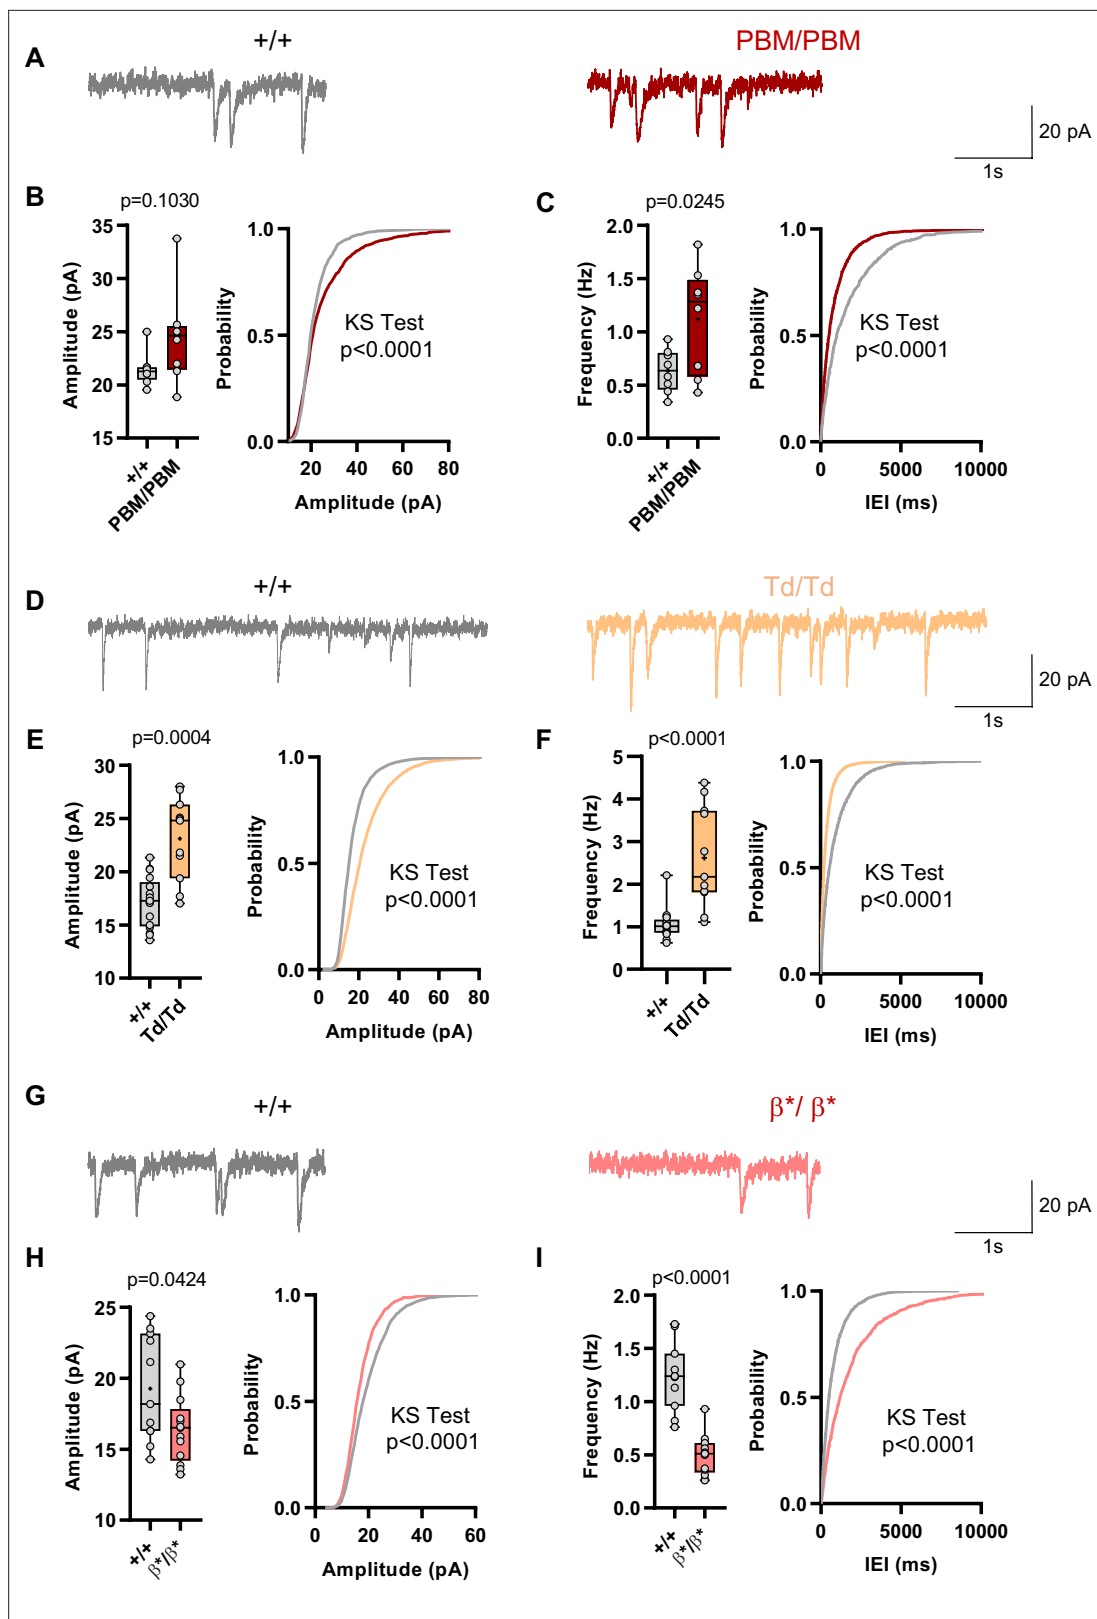 A
+/+
PBM/PBM
20 pA
1s
B
p=0.1030
Amplitude (pA)
35
30
25
20
15
+/+
PBM/PBM
Probability
1.0
0.5
0.0
KS Test
p<0.0001
20 40 60 80
Amplitude (pA)
C
p=0.0245
Frequency (Hz)
2.0
1.5
1.0
0.5
0.0
+/+
PBM/PBM
Probability
1.0
0.5
0.0
KS Test
p<0.0001
0 5000 10000
IEI (ms)
D
+/+
Td/Td
20 pA
1s
E
p=0.0004
Amplitude (pA)
30
25
20
15
10
+/+
Td/Td
Probability
1.0
0.5
0.0
KS Test
p<0.0001
0 20 40 60 80
Amplitude (pA)
F
p<0.0001
Frequency (Hz)
5
4
3
2
1
0
+/+
Td/Td
Probability
1.0
0.5
0.0
KS Test
p<0.0001
0 5000 10000
IEI (ms)
G
+/+
β*/ β*
20 pA
1s
H
p=0.0424
Amplitude (pA)
25
20
15
10
+/+
β*/β*
Probability
1.0
0.5
0.0
KS Test
p<0.0001
0 20 40 60
Amplitude (pA)
I
p<0.0001
Frequency (Hz)
2.0
1.5
1.0
0.5
0.0
+/+
β*/β*
Probability
1.0
0.5
0.0
KS Test
p<0.0001
0 5000 10000
IEI (ms)